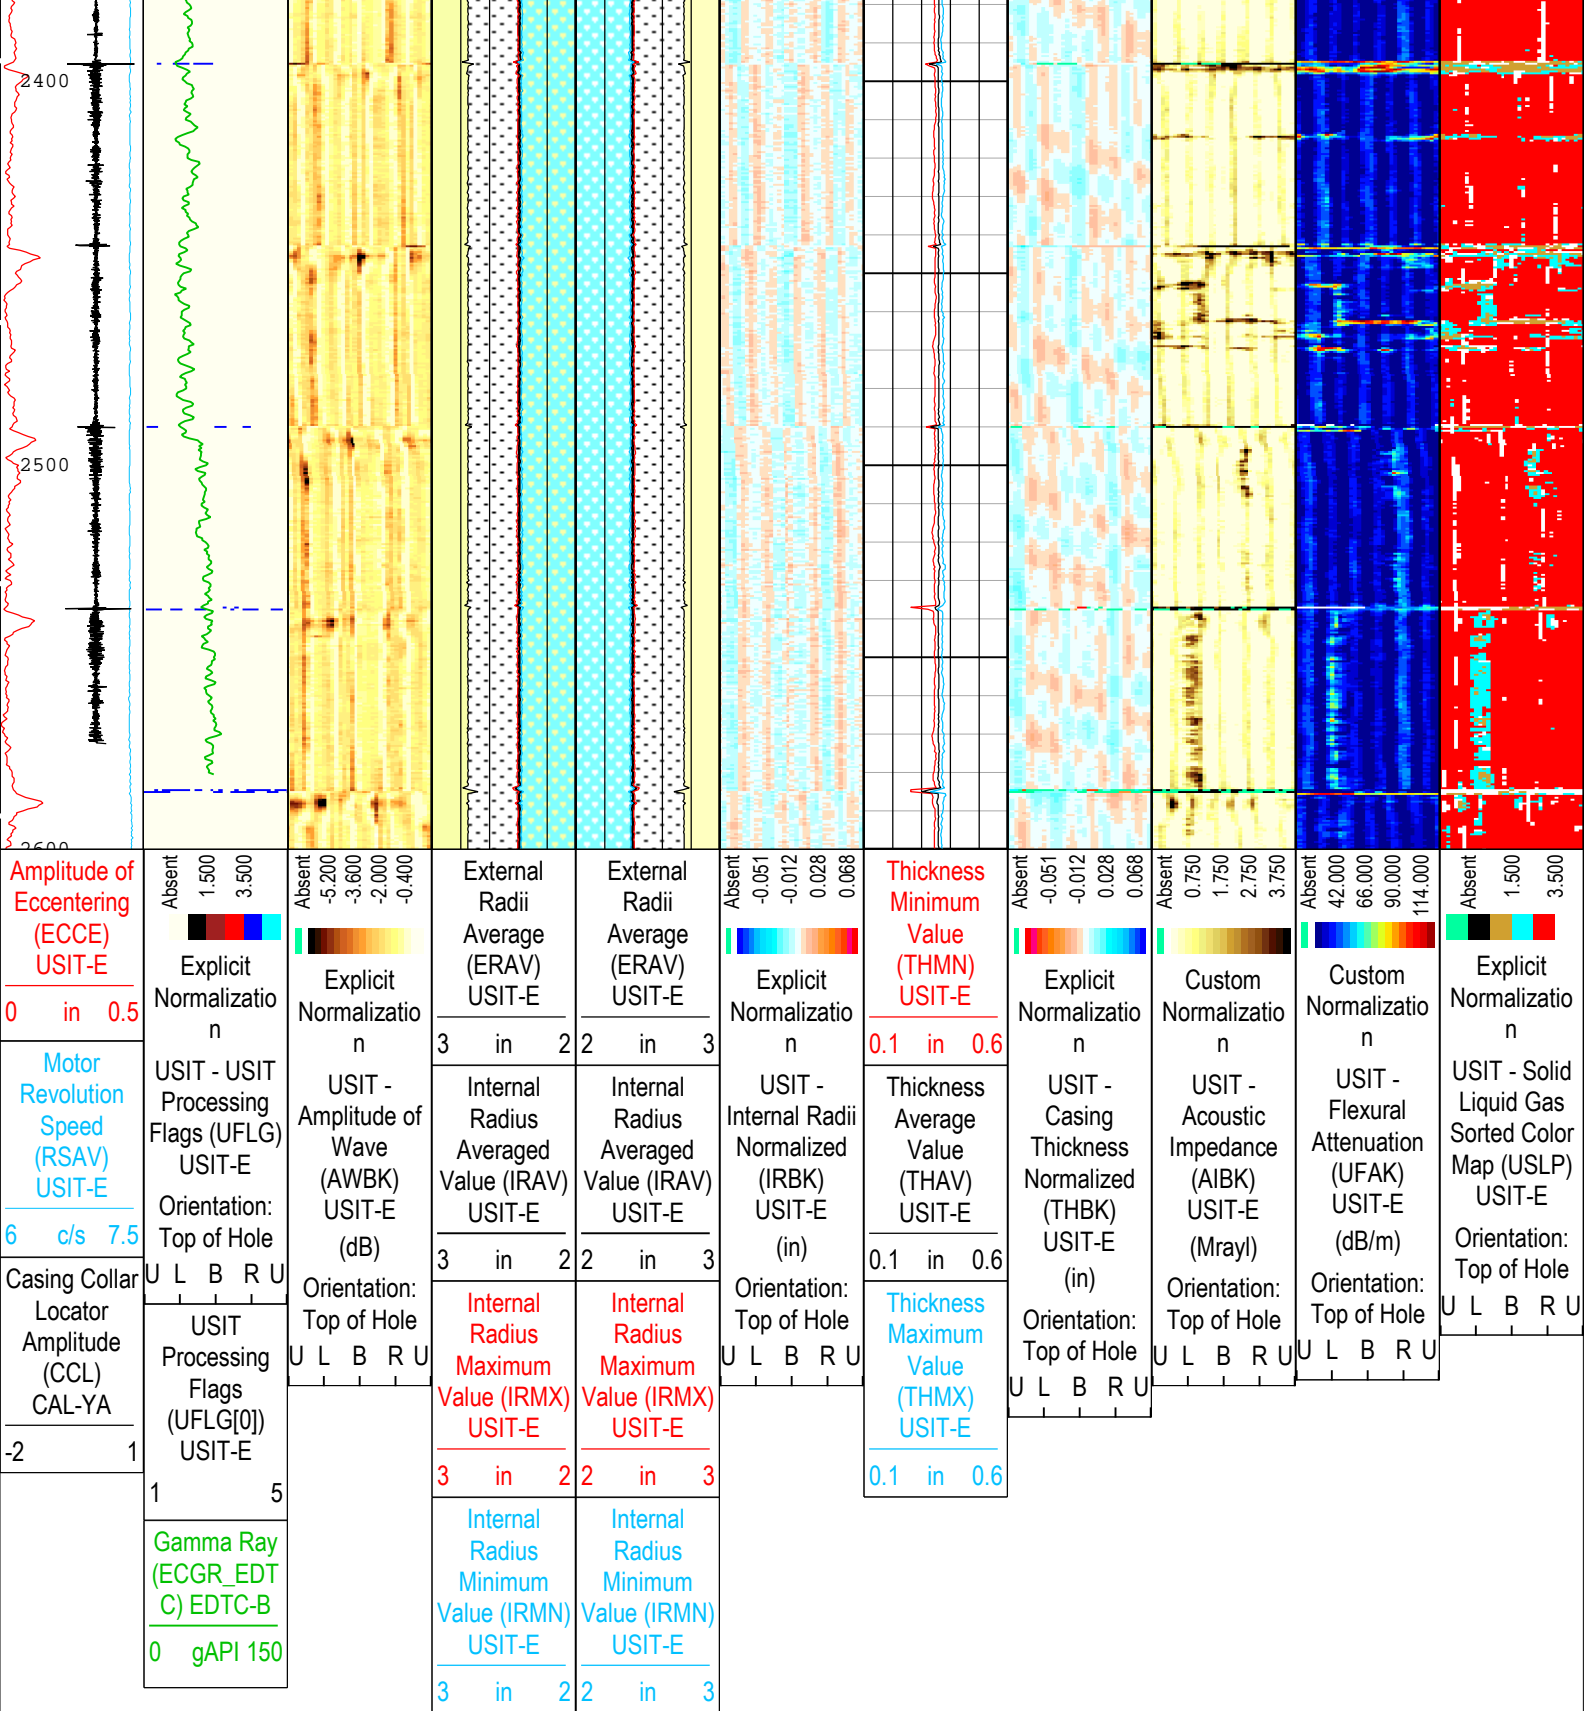 2400
2500
2600
Amplitude of
Eccentering
(ECCE)
USIT-E
0 in 0.5
Motor
Revolution
Speed
(RSAV)
USIT-E
6 c/s 7.5
Casing Collar
Locator
Amplitude
(CCL)
CAL-YA
-2 1
Absent
1.500
3.500
Explicit
Normalizatio
n
USIT - USIT
Processing
Flags (UFLG)
USIT-E
Orientation:
Top of Hole
U L B R U
USIT
Processing
Flags
(UFLG[0])
USIT-E
1 5
Gamma Ray
(ECGR_EDT
C) EDTC-B
0 gAPI 150
Absent
-5.200
-3.600
-2.000
-0.400
Explicit
Normalizatio
n
USIT -
Amplitude of
Wave
(AWBK)
USIT-E
(dB)
Orientation:
Top of Hole
U L B R U
External
Radii
Average
(ERAV)
USIT-E
3 in 2
Internal
Radius
Averaged
Value (IRAV)
USIT-E
3 in 2
Internal
Radius
Maximum
Value (IRMX)
USIT-E
3 in 2
Internal
Radius
Minimum
Value (IRMN)
USIT-E
3 in 2
External
Radii
Average
(ERAV)
USIT-E
2 in 3
Internal
Radius
Averaged
Value (IRAV)
USIT-E
2 in 3
Internal
Radius
Maximum
Value (IRMX)
USIT-E
2 in 3
Internal
Radius
Minimum
Value (IRMN)
USIT-E
2 in 3
Absent
-0.051
-0.012
0.028
0.068
Explicit
Normalizatio
n
USIT -
Internal Radii
Normalized
(IRBK)
USIT-E
(in)
Orientation:
Top of Hole
U L B R U
Thickness
Minimum
Value
(THMN)
USIT-E
0.1 in 0.6
Thickness
Average
Value
(THAV)
USIT-E
0.1 in 0.6
Thickness
Maximum
Value
(THMX)
USIT-E
0.1 in 0.6
Absent
-0.051
-0.012
0.028
0.068
Explicit
Normalizatio
n
USIT -
Casing
Thickness
Normalized
(THBK)
USIT-E
(in)
Orientation:
Top of Hole
U L B R U
Absent
0.750
1.750
2.750
3.750
Custom
Normalizatio
n
USIT -
Acoustic
Impedance
(AIBK)
USIT-E
(Mrayl)
Orientation:
Top of Hole
U L B R U
Absent
42.000
66.000
90.000
114.000
Custom
Normalizatio
n
USIT -
Flexural
Attenuation
(UFAK)
USIT-E
(dB/m)
Orientation:
Top of Hole
U L B R U
Absent
1.500
3.500
Explicit
Normalizatio
n
USIT - Solid
Liquid Gas
Sorted Color
Map (USLP)
USIT-E
Orientation:
Top of Hole
U L B R U